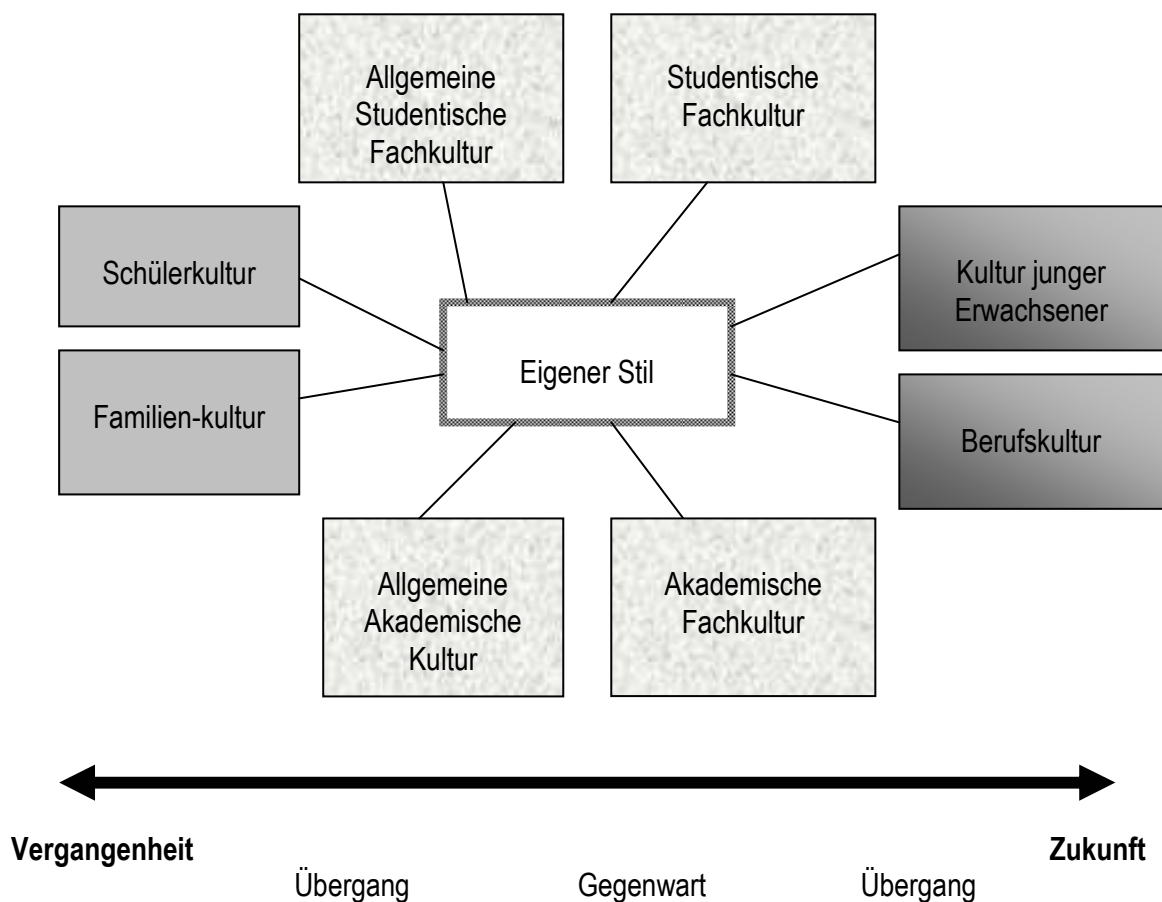 Allgemeine
Studentische
Fachkultur
Studentische
Fachkultur
Schülerkultur
Kultur junger
Erwachsener
Familien-kultur
Eigener Stil
Berufskultur
Allgemeine
Akademische
Kultur
Akademische
Fachkultur
Vergangenheit
Zukunft
Übergang
Gegenwart
Übergang